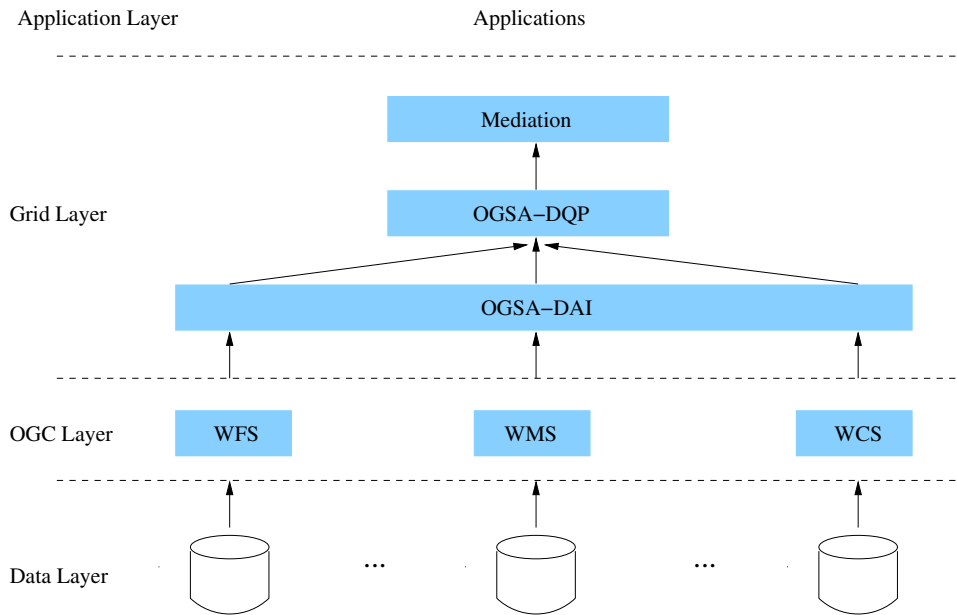 Application Layer Applications
Mediation
Grid Layer OGSA−DQP
OGSA−DAI
OGC Layer WFS WMS WCS
... ...
Data Layer